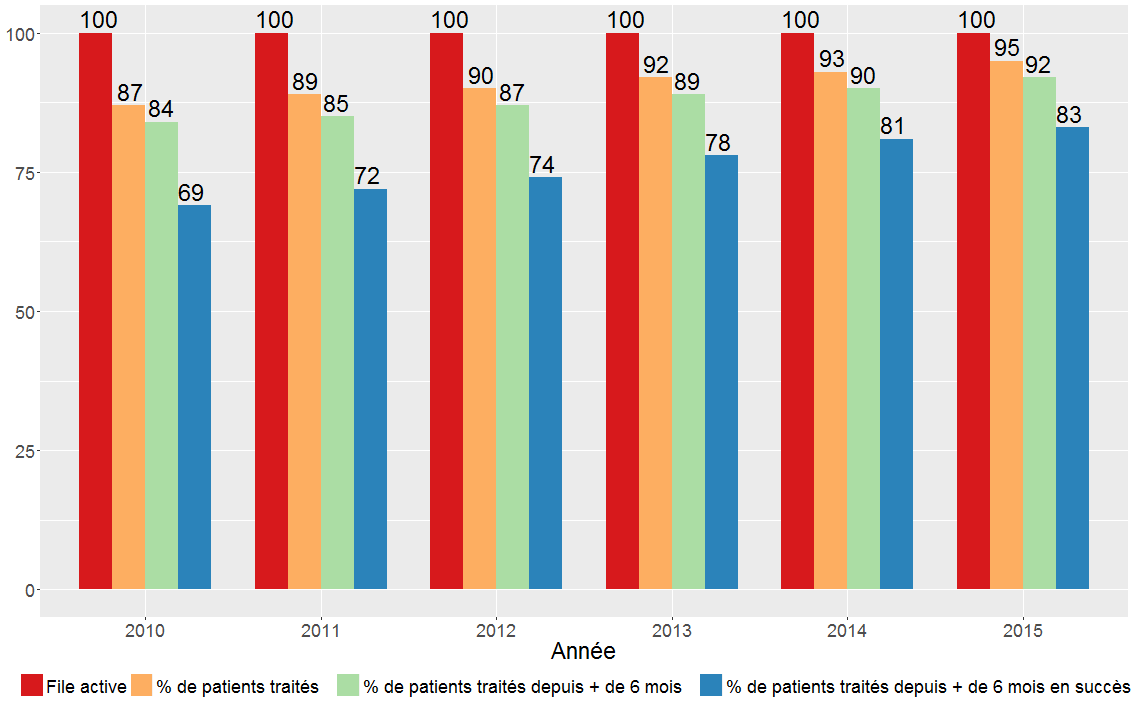 100 100 100 100 100 100
87 84 69 89 85 72 90 87 74 92 89 78 93 90 81 95 92 83
100
75
50
25
0
2010 2011 2012 2013 2014 2015
Année
File active % de patients traités % de patients traités depuis + de 6 mois % de patients traités depuis + de 6 mois en succès